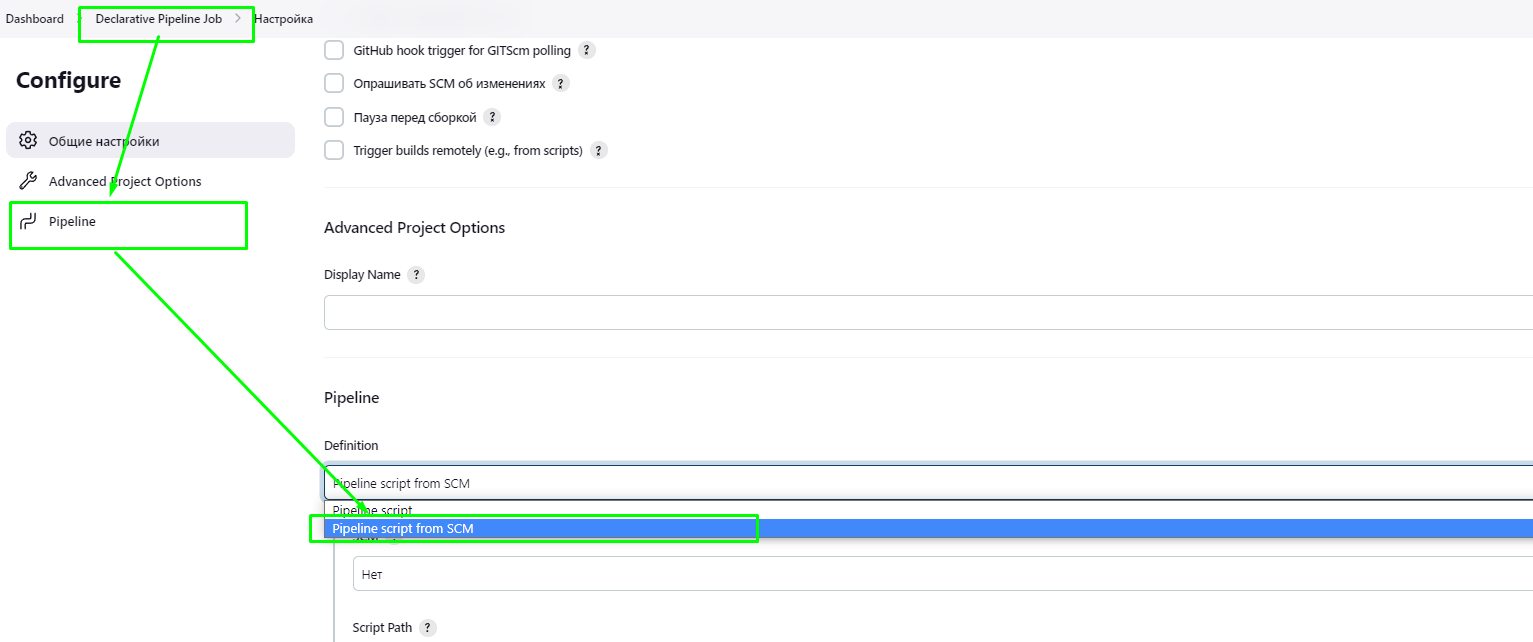 Dashboard > Declarative Pipeline Job > Настройка
Configure
Общие настройки
Advanced Project Options
Pipeline
GitHub hook trigger for GITScm polling ?
Опрашивать SCM об изменениях ?
Пауза перед сборкой ?
Trigger builds remotely (e.g., from scripts) ?
Advanced Project Options
Display Name ?
Pipeline
Definition
Pipeline script from SCM
Pipeline script
Pipeline script from SCM
Нет
Script Path ?